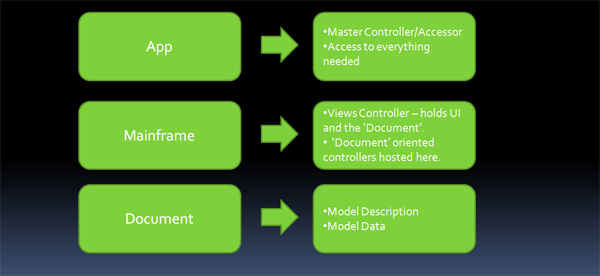 App
•Master Controller/Accessor
•Access to everything
needed
Mainframe
•Views Controller – holds UI
and the ‘Document’.
• ‘Document’ oriented
controllers hosted here.
Document
•Model Description
•Model Data